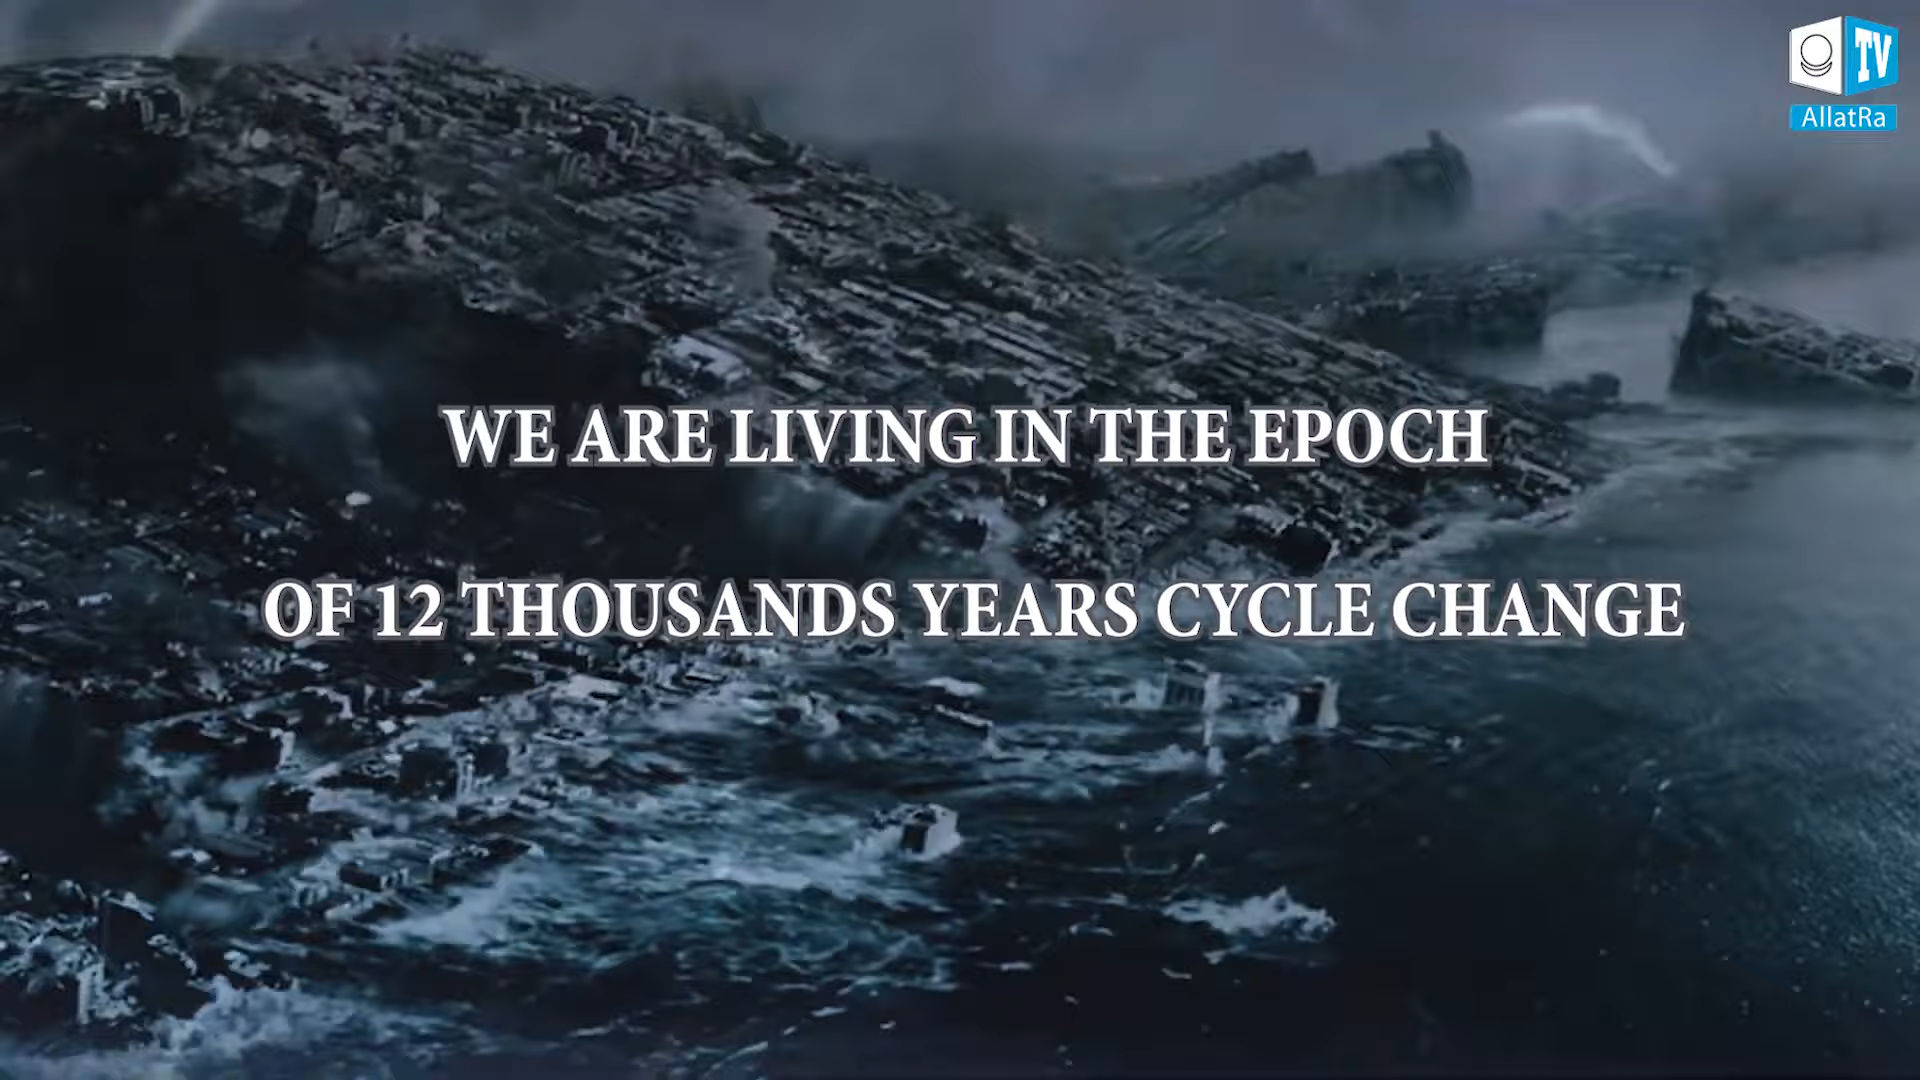 TV
AllatRa
WE ARE LIVING IN THE EPOCH
OF 12 THOUSANDS YEARS CYCLE CHANGE